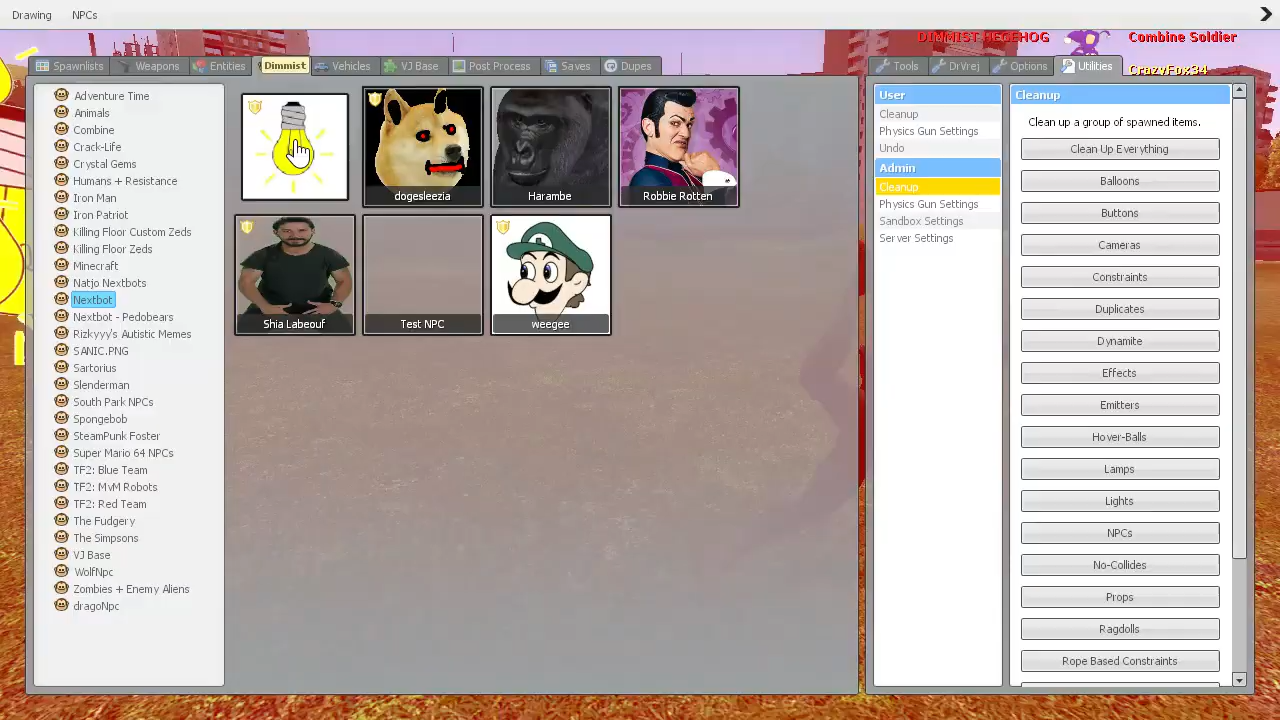 Drawing NPCs
DIMMIST HEGEHOG Combine Soldier
CrazyFox34
Spawnlists Weapons Entities Dimmist Vehicles VJ Base Post Process Saves Dupes
Tools DrVrej Options Utilities
Adventure Time
Animals
Combine
Crack-Life
Crystal Gems
Humans + Resistance
Iron Man
Iron Patriot
Killing Floor Custom Zeds
Killing Floor Zeds
Minecraft
Natjo Nextbots
Nextbot
Nextbot - Pedobears
Rizkyyy's Autistic Memes
SANIC.PNG
Sartorius
Slenderman
South Park NPCs
Spongebob
SteamPunk Foster
Super Mario 64 NPCs
TF2: Blue Team
TF2: MvM Robots
TF2: Red Team
The Fudgery
The Simpsons
VJ Base
WolfNpc
Zombies + Enemy Aliens
dragoNpc
dogesleezia
Harambe
Robbie Rotten
Shia Labeouf
Test NPC
weegee
User
Cleanup
Physics Gun Settings
Undo
Admin
Cleanup
Physics Gun Settings
Sandbox Settings
Server Settings
Cleanup
Clean up a group of spawned items.
Clean Up Everything
Balloons
Buttons
Cameras
Constraints
Duplicates
Dynamite
Effects
Emitters
Hover-Balls
Lamps
Lights
NPCs
No-Collides
Props
Ragdolls
Rope Based Constraints